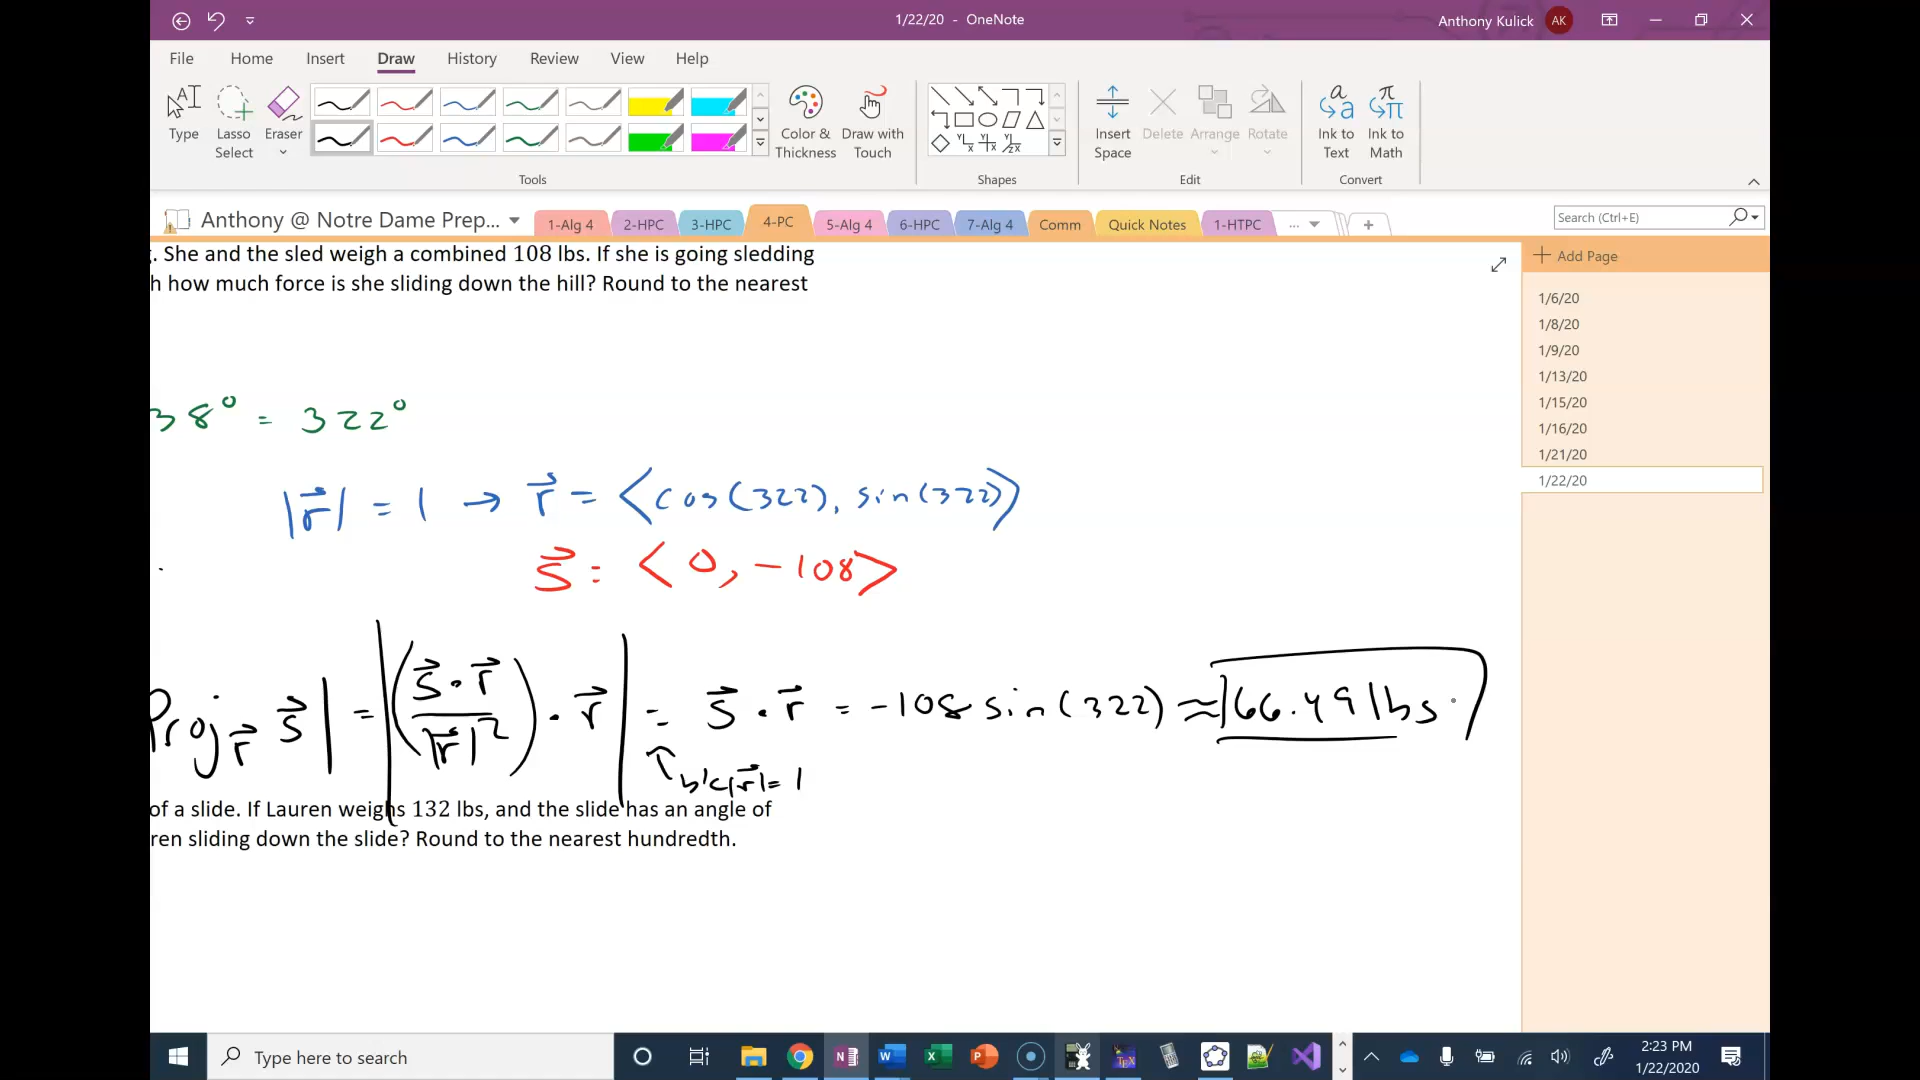 1/22/20 - OneNote
Anthony Kulick AK
File Home Insert Draw History Review View Help
Type Lasso Select Eraser
Color & Thickness Draw with Touch
Insert Space Delete Arrange Rotate
Ink to Text Ink to Math
Tools Shapes Edit Convert
Anthony @ Notre Dame Prep... 1-Alg 4 2-HPC 3-HPC 4-PC 5-Alg 4 6-HPC 7-Alg 4 Comm Quick Notes 1-HTPC ... +
Search (Ctrl+E)
Add Page
1/6/20
1/8/20
1/9/20
1/13/20
1/15/20
1/16/20
1/21/20
1/22/20
. She and the sled weigh a combined 108 lbs. If she is going sledding
h how much force is she sliding down the hill? Round to the nearest
38° = 322°
|r⃗| = 1 → r⃗ = <cos(322), sin(322)>
s⃗ = <0, -108>
Proj r⃗ s⃗| = |(s⃗ · r⃗ / |r⃗|²) · r⃗| = s⃗ · r⃗ = -108 sin(322) ≈ 66.49 lbs
b/c |r⃗| = 1
of a slide. If Lauren weighs 132 lbs, and the slide has an angle of
ren sliding down the slide? Round to the nearest hundredth.
Type here to search
2:23 PM
1/22/2020